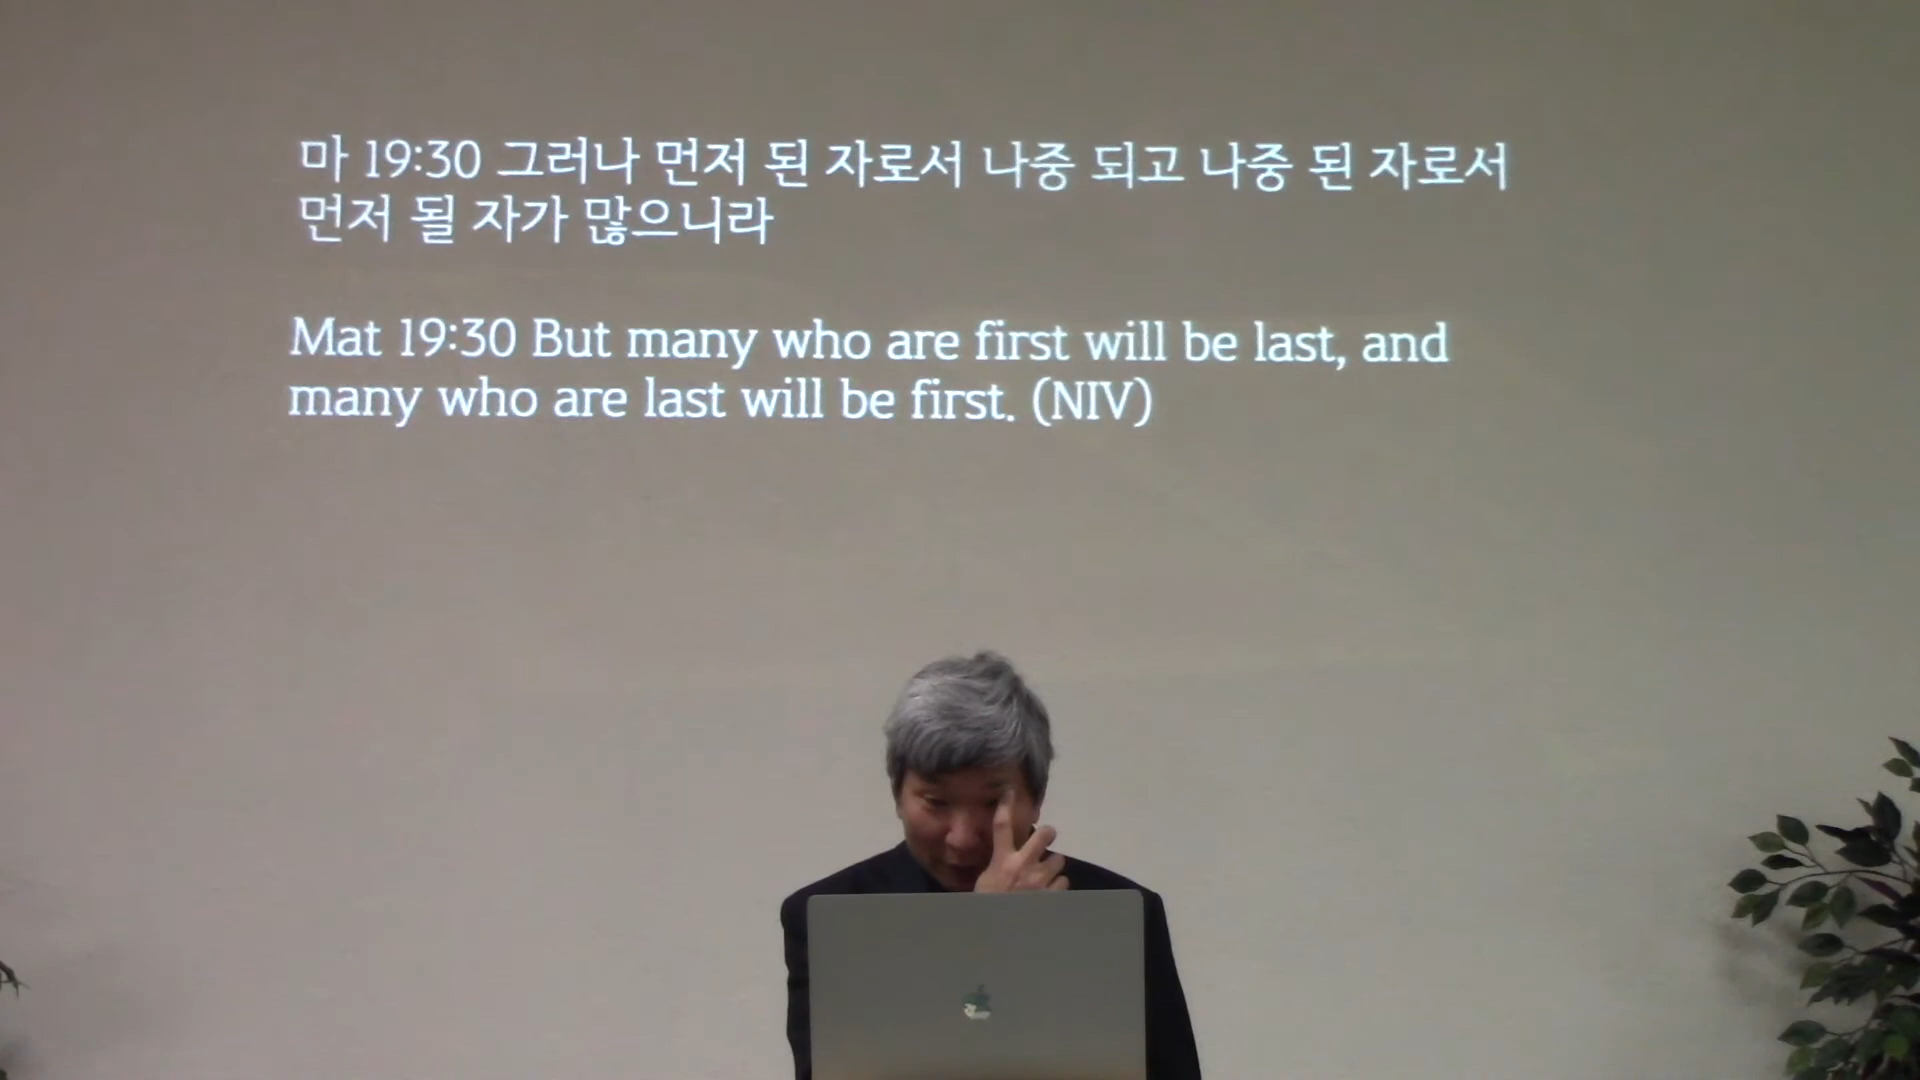 마 19:30 그러나 먼저 된 자로서 나중 되고 나중 된 자로서
먼저 될 자가 많으니라
Mat 19:30 But many who are first will be last, and
many who are last will be first. (NIV)